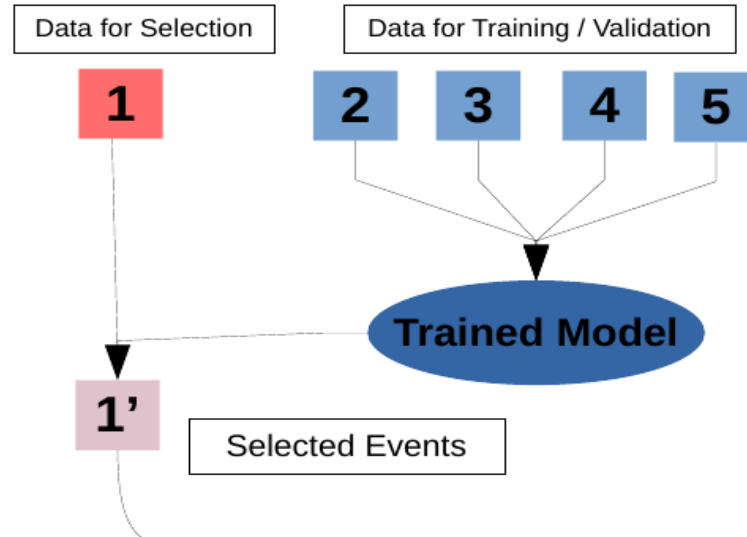 Data for Selection
Data for Training / Validation
1
2
3
4
5
Trained Model
1’
Selected Events